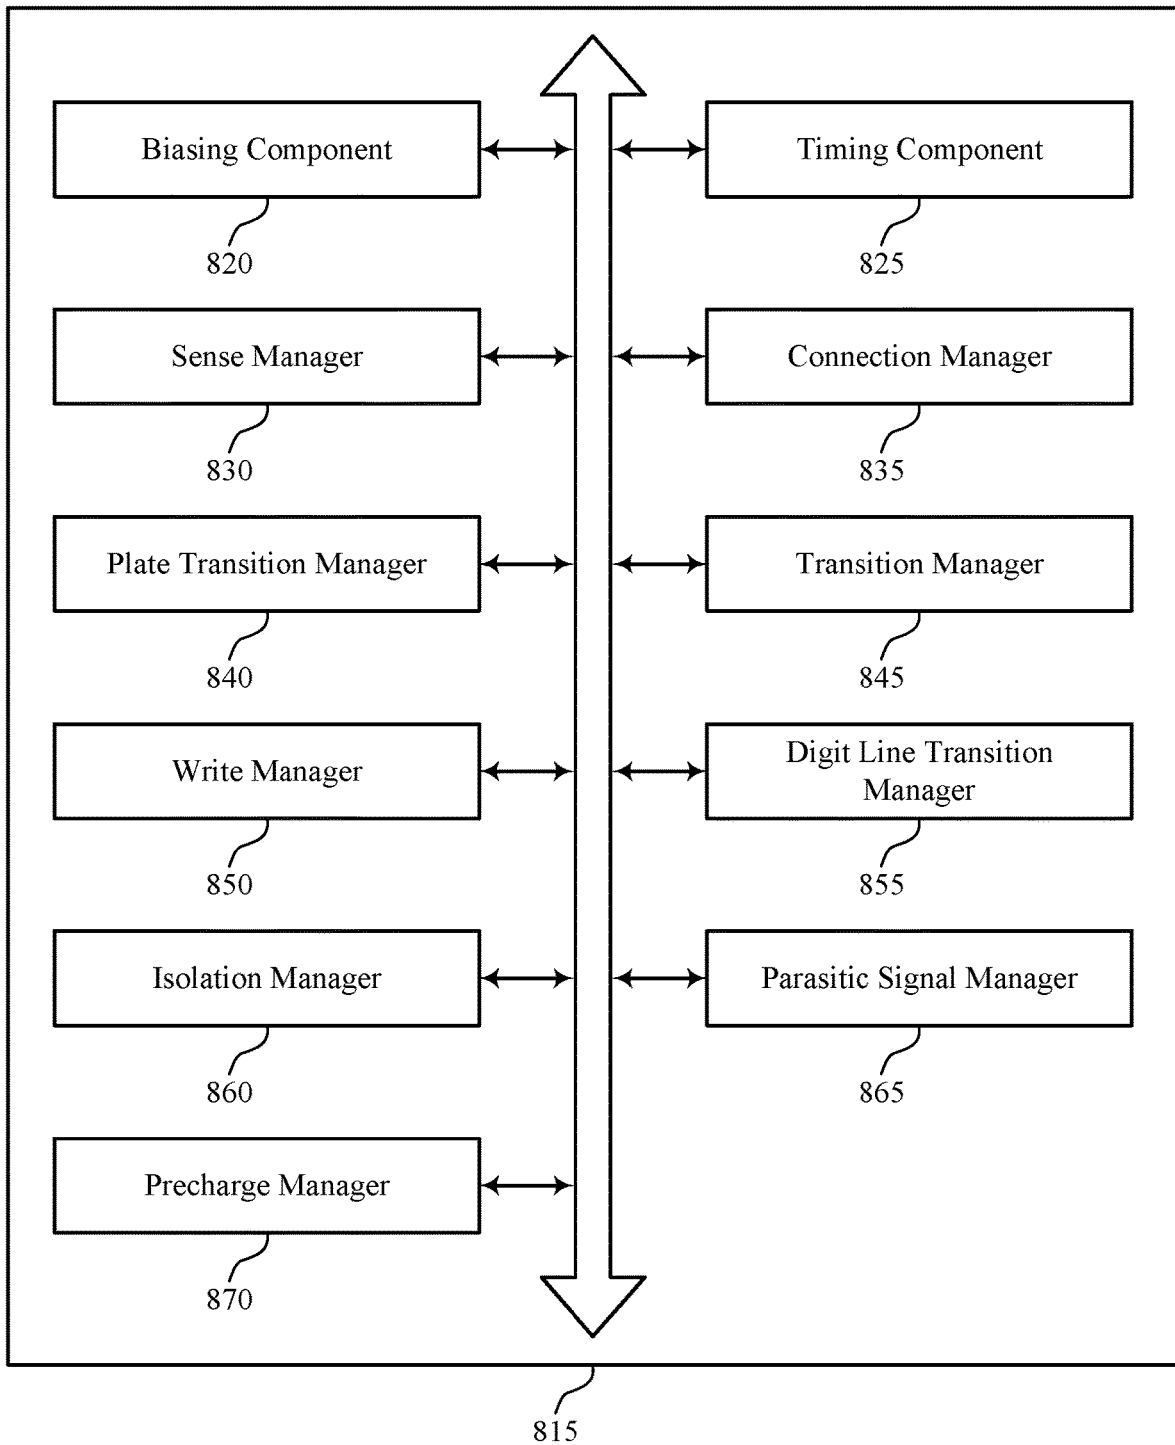 Biasing Component
820
Timing Component
825
Sense Manager
830
Connection Manager
835
Plate Transition Manager
840
Transition Manager
845
Write Manager
850
Digit Line Transition
Manager
855
Isolation Manager
860
Parasitic Signal Manager
865
Precharge Manager
870
815